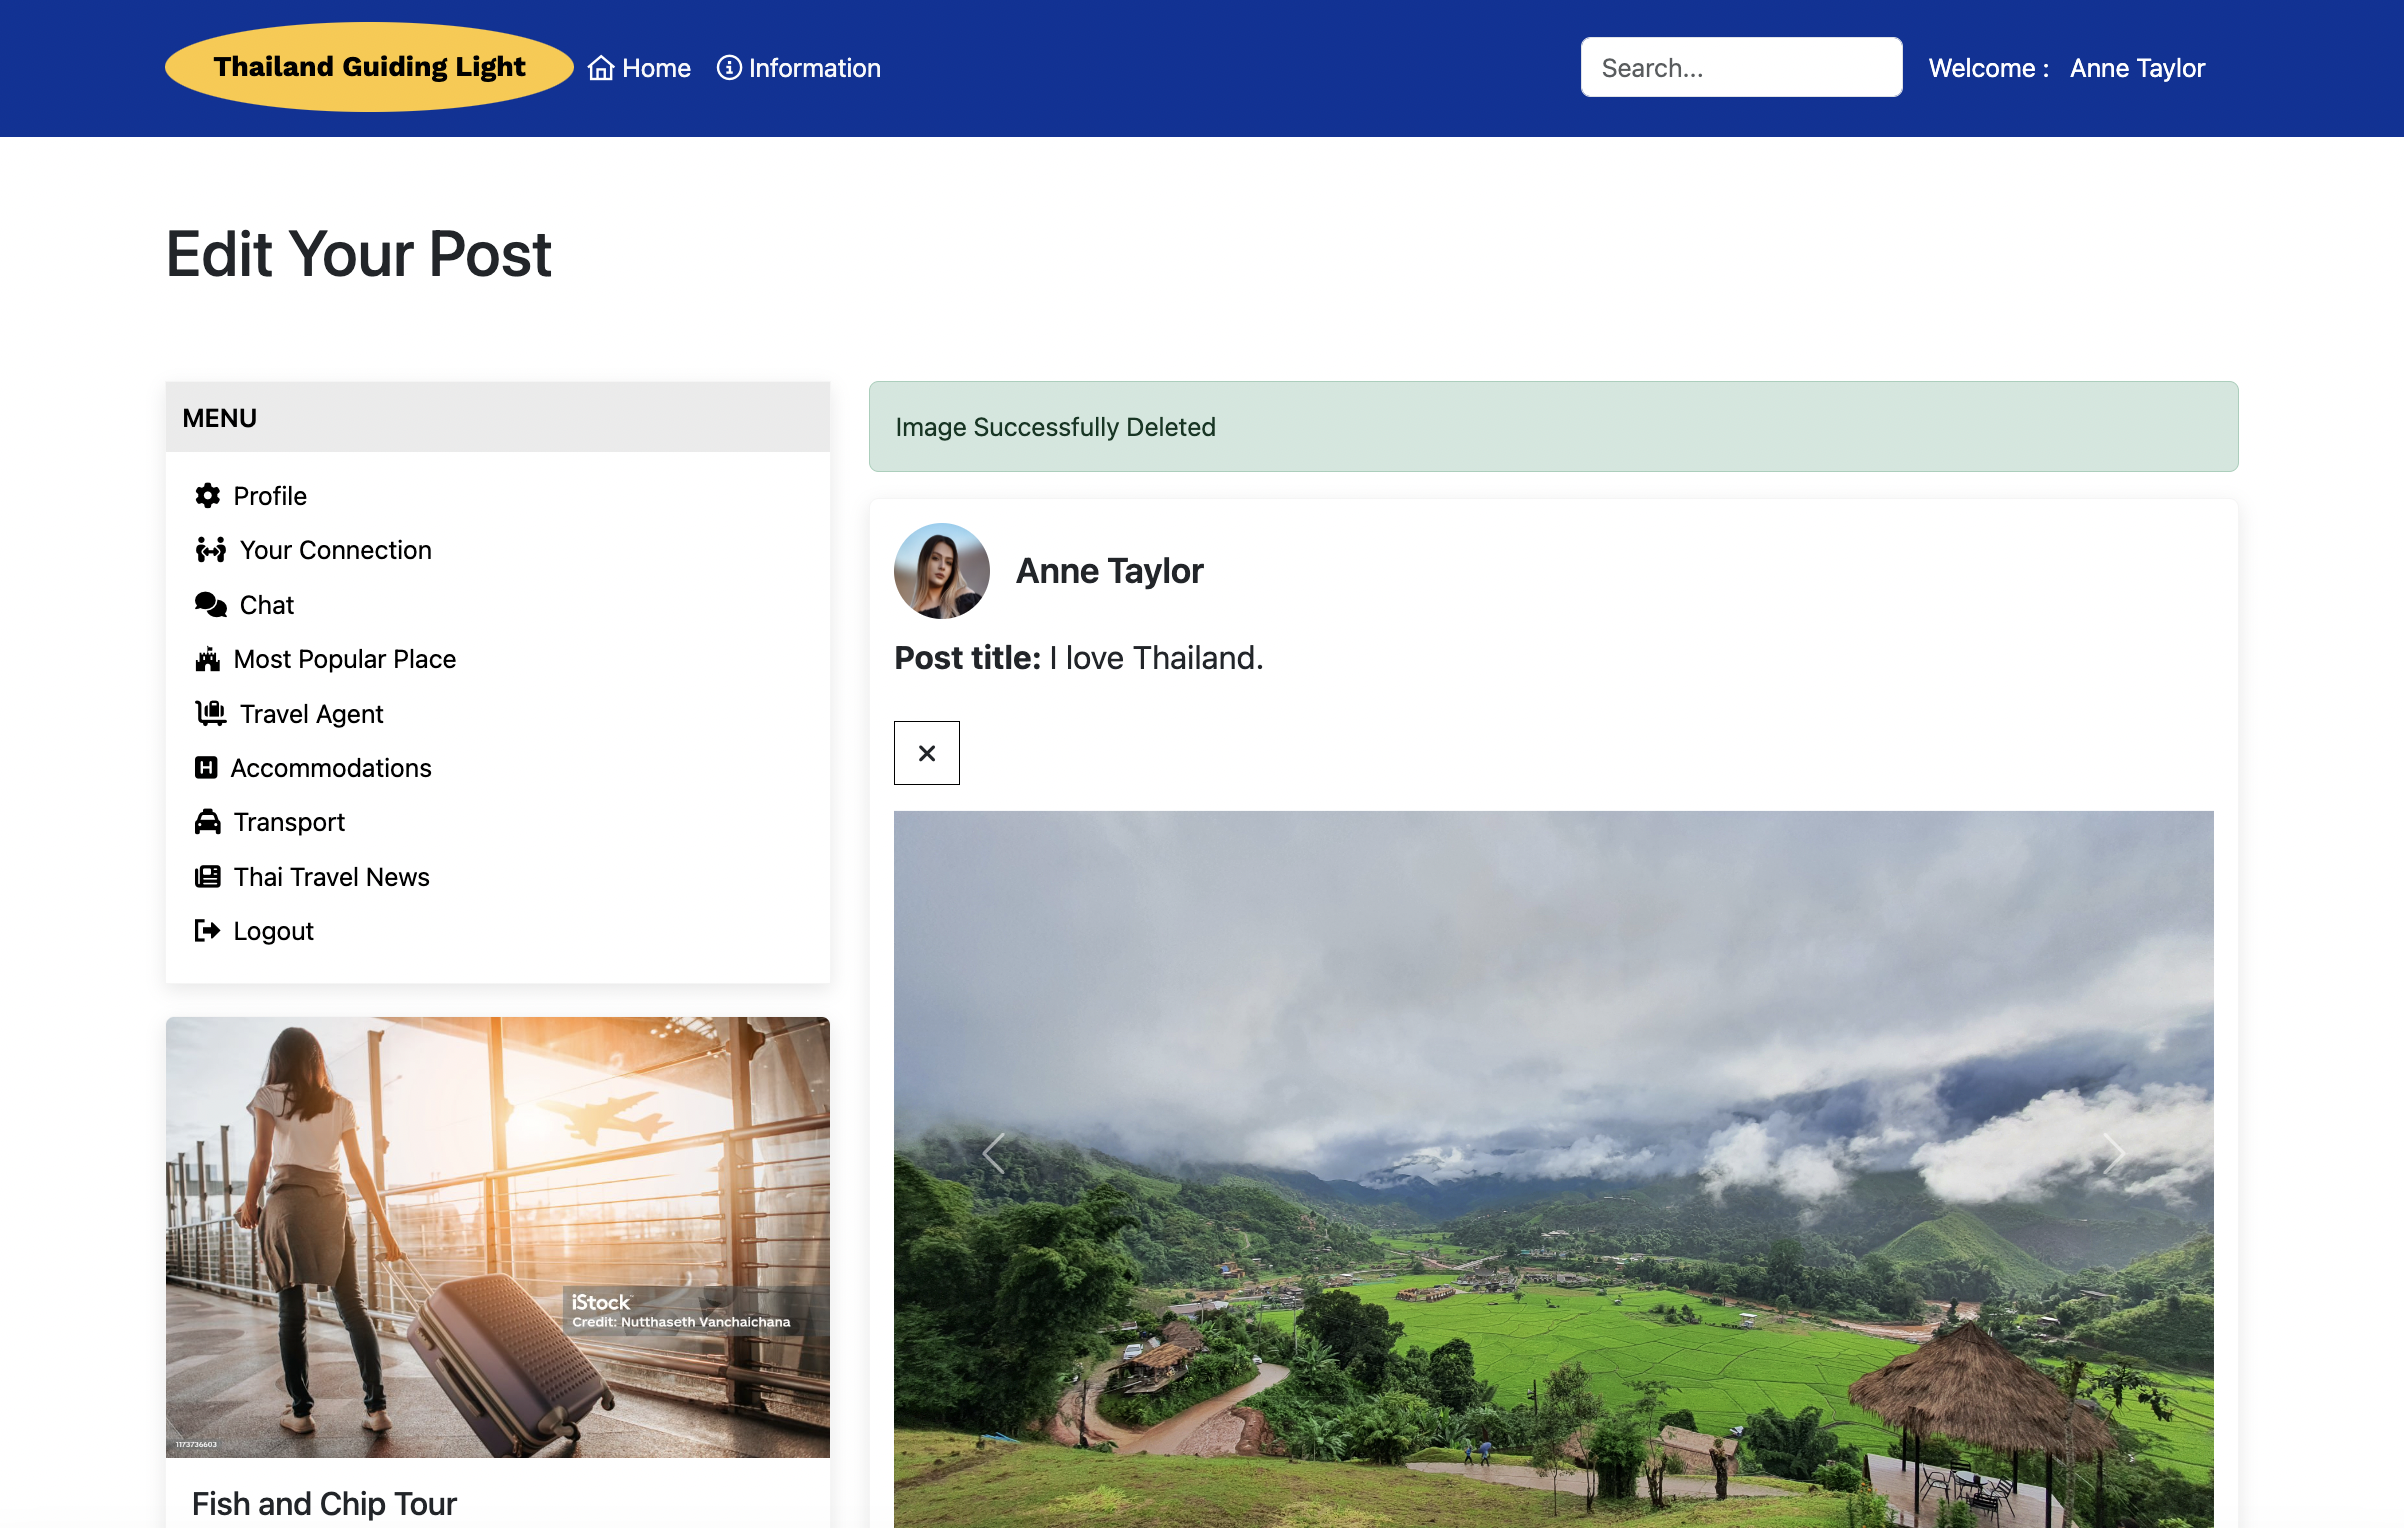 Thailand Guiding Light
Home
Information
Search...
Welcome :
Anne Taylor
Edit Your Post
MENU
Profile
Your Connection
Chat
Most Popular Place
Travel Agent
Accommodations
Transport
Thai Travel News
Logout
iStock
Credit: Nutthaseth Vanchaichana
1173736603
Fish and Chip Tour
Image Successfully Deleted
Anne Taylor
Post title: I love Thailand.